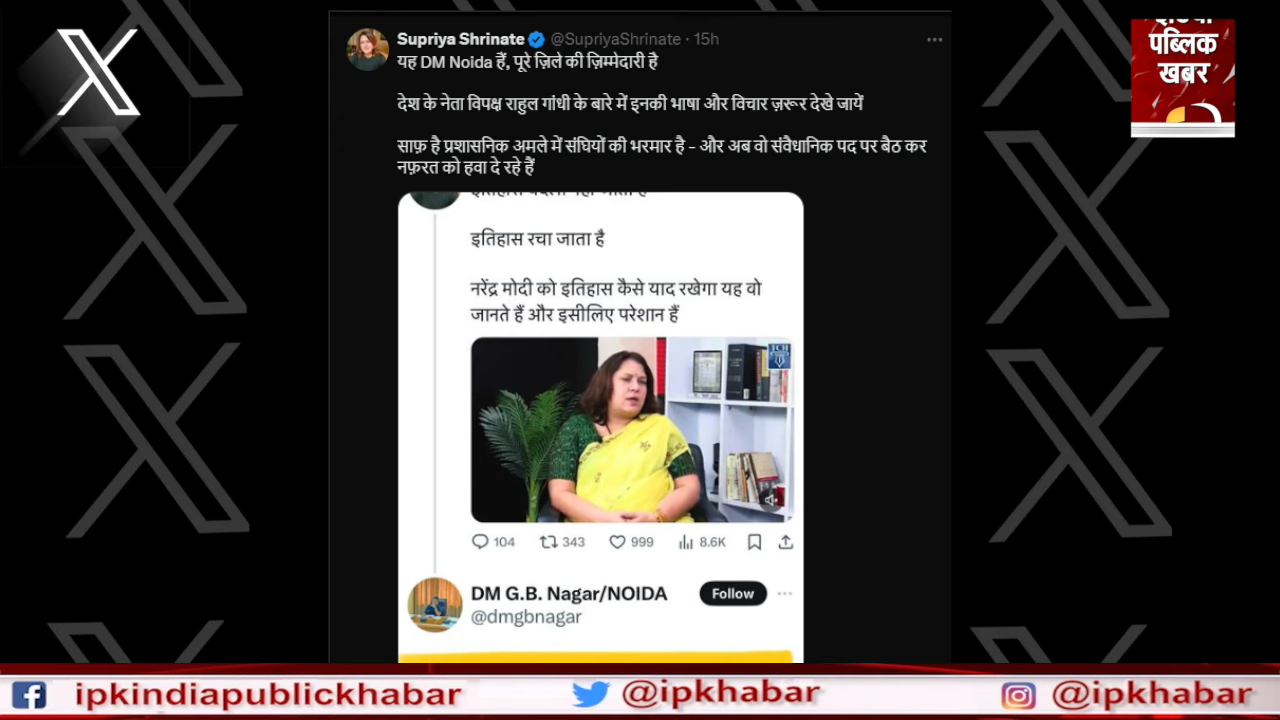 Supriya Shrinate @SupriyaShrinate · 15h
यह DM Noida हैं, पूरे ज़िले की ज़िम्मेदारी है
देश के नेता विपक्ष राहुल गांधी के बारे में इनकी भाषा और विचार ज़रूर देखे जायें
साफ़ है प्रशासनिक अमले में संघियों की भरमार है - और अब वो संवैधानिक पद पर बैठ कर
नफ़रत को हवा दे रहे हैं
इतिहास रचा जाता है
नरेंद्र मोदी को इतिहास कैसे याद रखेगा यह वो
जानते हैं और इसीलिए परेशान हैं
104 343 999 8.6K
DM G.B. Nagar/NOIDA Follow
@dmgbnagar
पब्लिक
खबर
ipkindiapublickhabar @ipkhabar @ipkhabar